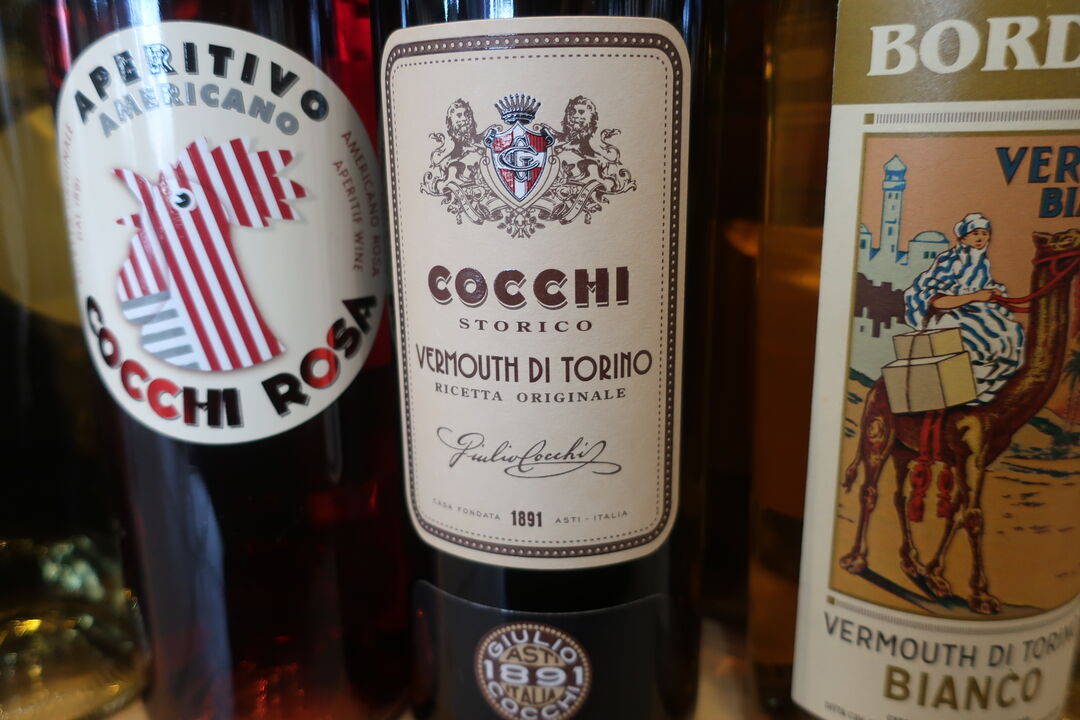 APERITIVO
AMERICANO
AMERICANO ROSA
APERITIF WINE
COCCHI ROSA
COCCHI
STORICO
VERMOUTH DI TORINO
RICETTA ORIGINALE
Giulio Cocchi
CASA FONDATA 1891 ASTI - ITALIA
GIULIO
ASTI
1891
ITALIA
COCCHI
BORD
VER
BI
VERMOUTH DI TORIN
BIANCO